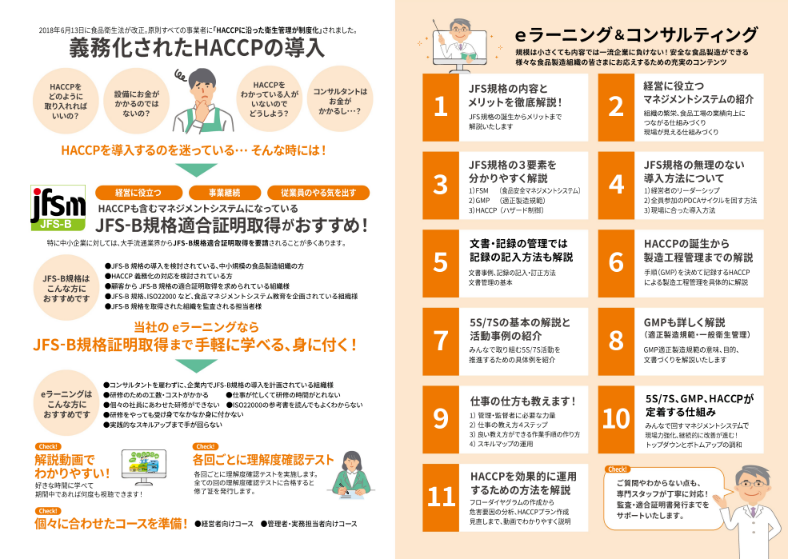 2018年6月13日に食品衛生法が改正。原則すべての事業者に「HACCPに沿った衛生管理が制度化」されました。
義務化されたHACCPの導入
HACCPを
どのように
取り入れれば
いいの？
設備にお金が
かかるのでは
ないの？
HACCPを
わかっている人が
いないので
どうしよう？
コンサルタントは
お金が
かかるし…？
HACCPを導入するのを迷っている… そんな時には！
jfsm
JFS-B
経営に役立つ
事業継続
従業員のやる気を出す
HACCPも含むマネジメントシステムになっている
JFS-B規格適合証明取得がおすすめ！
特に中小企業に対しては、大手流通業界からJFS-B規格適合証明取得を要請されることが多くあります。
JFS-B規格は
こんな方に
おすすめです
●JFS-B 規格の導入を検討されている、中小規模の食品製造組織の方
●HACCP 義務化の対応を検討されている方
●顧客から JFS-B 規格の適合証明取得を求められている組織様
●JFS-B 規格、ISO22000 など、食品マネジメントシステム教育を企画されている組織様
●JFS-B 規格を取得された組織を監査される担当者様
当社の eラーニングなら
JFS-B規格証明取得まで手軽に学べる、身に付く！
eラーニングは
こんな方に
おすすめです
●コンサルタントを雇わずに、企業内でJFS-B規格の導入を計画されている組織様
●研修のための工数・コストがかかる ●仕事が忙しくて研修の時間がとれない
●個々の社員にあわせた研修ができない ●ISO22000の参考書を読んでもよくわからない
●研修をやっても受け身でなかなか身に付かない
●実践的なスキルアップまで手が回らない
Check!
解説動画で
わかりやすい！
好きな時間に学べて
期間中であれば何度も視聴できます！
Check!
各回ごとに理解度確認テスト
各回ごとに理解度確認テストを実施します。
全ての回の理解度確認テストに合格すると
修了証を発行します。
Check!
個々に合わせたコースを準備！ ●経営者向けコース ●管理者・実務担当者向けコース
eラーニング&コンサルティング
規模は小さくても内容では一流企業に負けない！安全な食品製造ができる
様々な食品製造組織の皆さまにお応えするための充実のコンテンツ
1
JFS規格の内容と
メリットを徹底解説！
JFS規格の誕生からメリットまで
解説いたします
2
経営に役立つ
マネジメントシステムの紹介
組織の繁栄、食品工場の業績向上に
つながる仕組みづくり
現場が見える仕組みづくり
3
JFS規格の３要素を
分かりやすく解説
1）FSM （食品安全マネジメントシステム）
2）GMP （適正製造規範）
3）HACCP （ハザード制御）
4
JFS規格の無理のない
導入方法について
1）経営者のリーダーシップ
2）全員参加のPDCAサイクルを回す方法
3）現場に合った導入方法
5
文書・記録の管理では
記録の記入方法も解説
文書事例、記録の記入・訂正方法
文書管理の基本
6
HACCPの誕生から
製造工程管理までの解説
手順（GMP）を決めて記録するHACCP
による製造工程管理を具体的に解説
7
5S/7Sの基本の解説と
活動事例の紹介
みんなで取り組む5S/7S活動を
推進するための具体例を紹介
8
GMPも詳しく解説
（適正製造規範・一般衛生管理）
GMP適正製造規範の意味、目的、
文書づくりを解説いたします
9
仕事の仕方も教えます！
1）管理・監督者に必要な力量
2）仕事の教え方４ステップ
3）良い教え方ができる作業手順の作り方
4）スキルマップの運用
10
5S/7S、GMP、HACCPが
定着する仕組み
みんなで回すマネジメントシステムで
現場力強化、継続的に改善が進む！
トップダウンとボトムアップの調和
11
HACCPを効果的に運用
するための方法を解説
フローダイヤグラムの作成から
危害要因の分析、HACCPプラン作成
見直しまで、動画でわかりやすく説明
Check!
ご質問やわからない点も、
専門スタッフが丁寧に対応！
監査・適合証明書発行までを
サポートいたします。